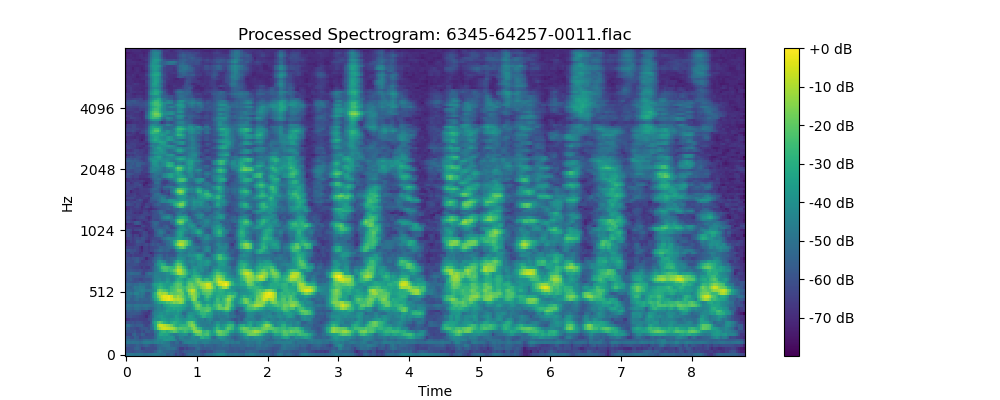 Processed Spectrogram: 6345-64257-0011.flac
Hz
4096
2048
1024
512
0
0 1 2 3 4 5 6 7 8
Time
+0 dB
-10 dB
-20 dB
-30 dB
-40 dB
-50 dB
-60 dB
-70 dB